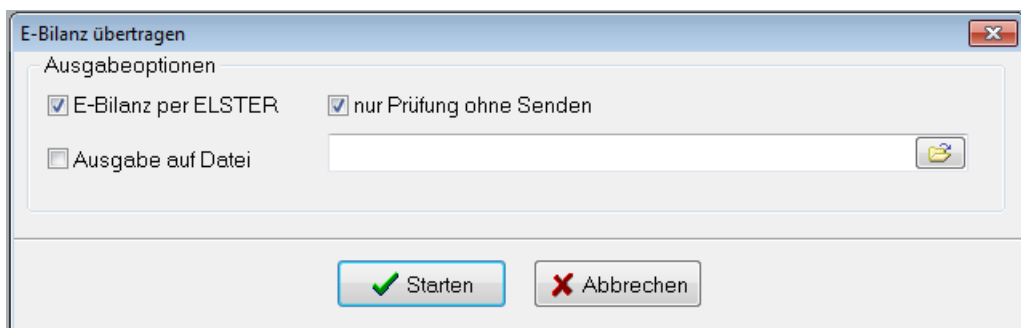 E-Bilanz übertragen
Ausgabeoptionen
E-Bilanz per ELSTER nur Prüfung ohne Senden
Ausgabe auf Datei
Starten Abbrechen